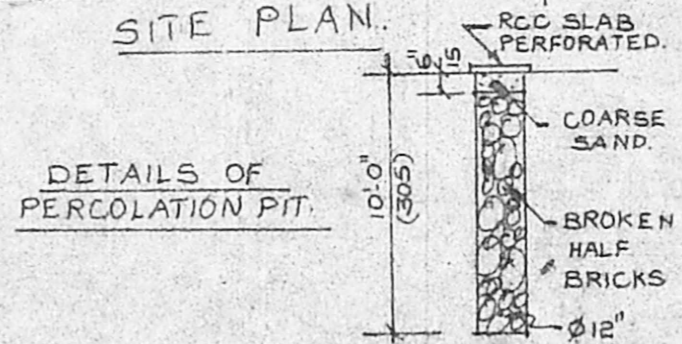 SITE PLAN.
RCC SLAB
PERFORATED.
6"
15
COARSE
SAND.
DETAILS OF
PERCOLATION PIT.
10'-0"
(305)
BROKEN
HALF
BRICKS
Ø12"